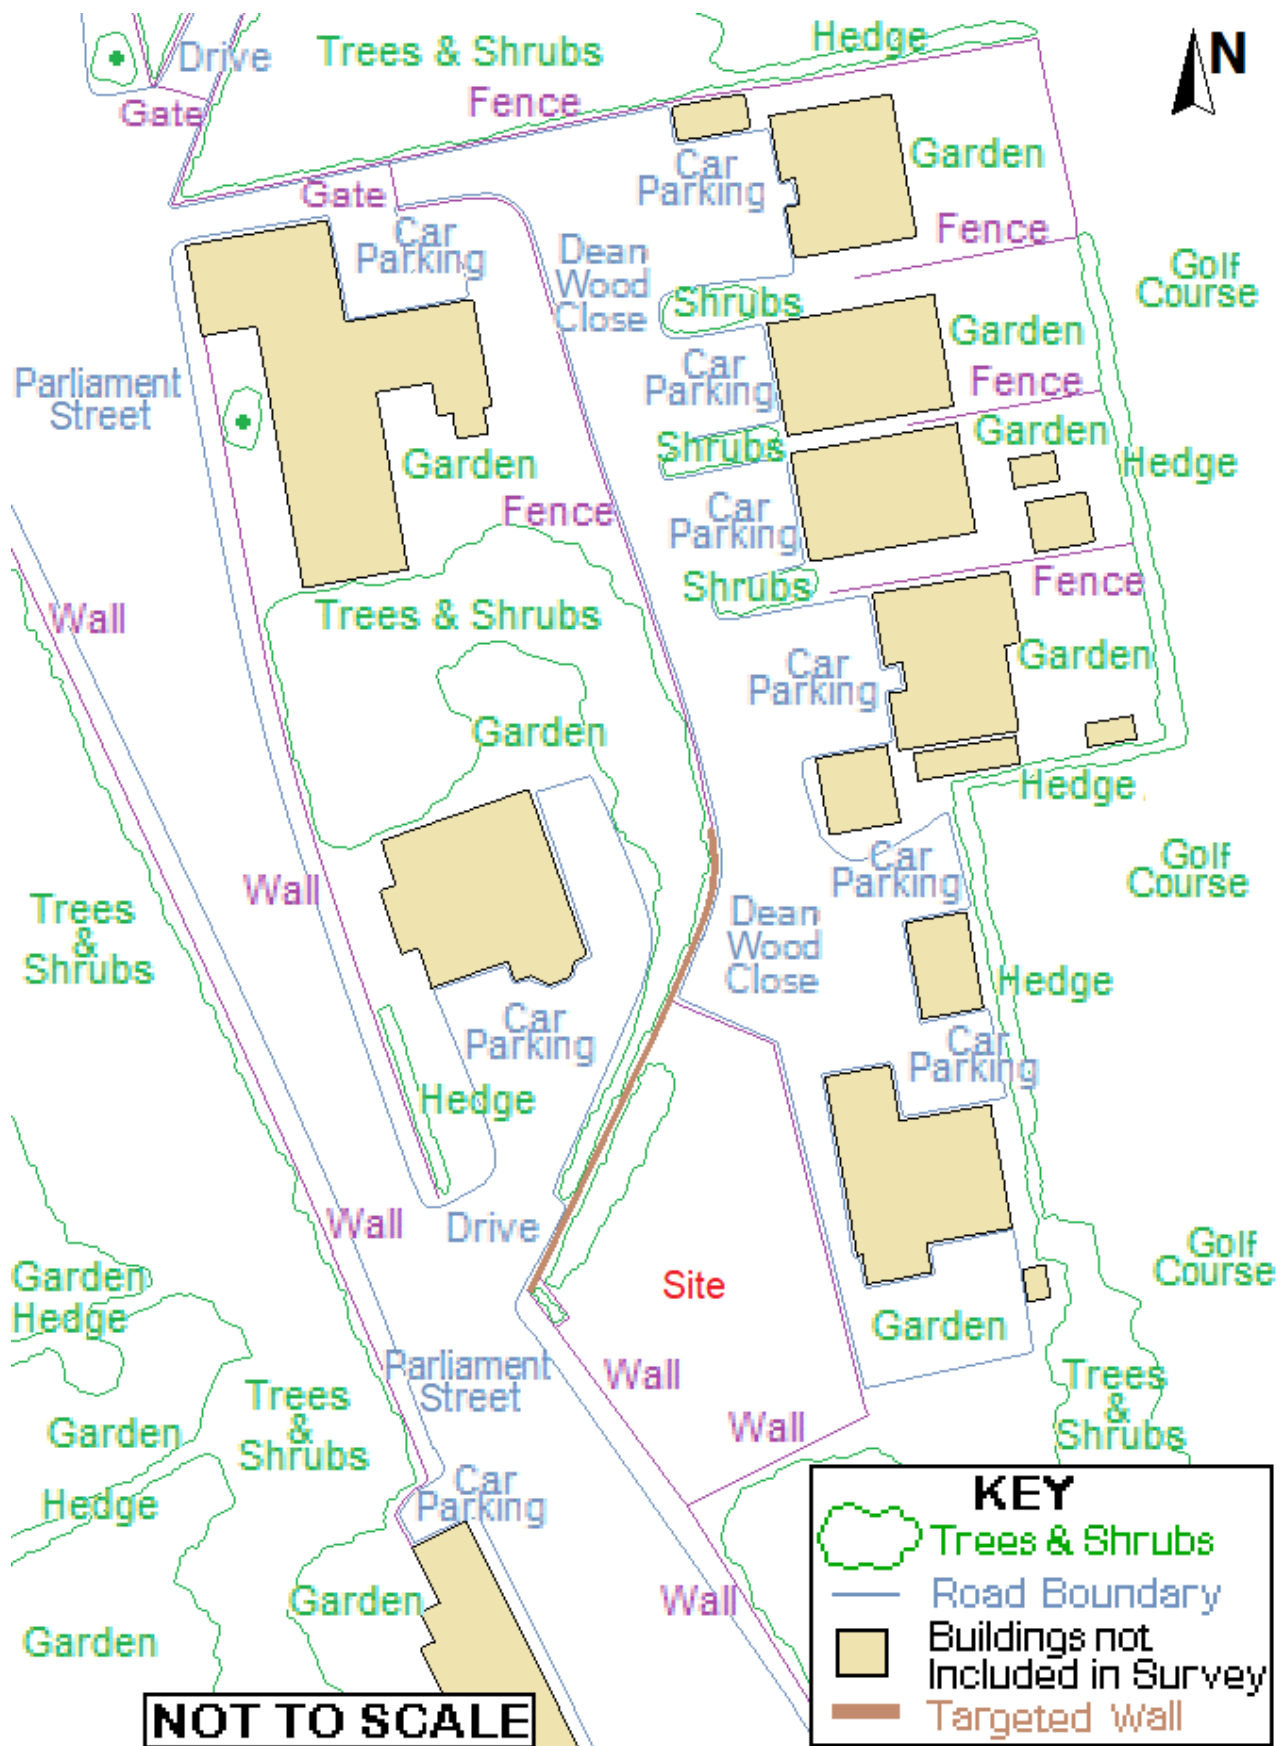 Hedge
Trees & Shrubs
N
Drive
Fence
Gate
Car
Parking
Garden
Gate
Car
Parking
Dean
Wood
Close
Fence
Golf
Course
Shrubs
Garden
Car
Parking
Fence
Parliament
Street
Garden
Shrubs
Garden
Hedge
Fence
Car
Parking
Shrubs
Fence
Wall
Trees & Shrubs
Car
Parking
Garden
Garden
Hedge
Golf
Course
Car
Parking
Wall
Trees
&
Shrubs
Dean
Wood
Close
Hedge
Car
Parking
Car
Parking
Hedge
Wall
Drive
Golf
Course
Garden
Hedge
Site
Garden
Parliament
Street
Wall
Trees
&
Shrubs
Trees
&
Shrubs
Garden
Wall
Car
Parking
Hedge
Garden
Wall
Garden
KEY
Trees & Shrubs
Road Boundary
Buildings not
Included in Survey
Targeted Wall
NOT TO SCALE